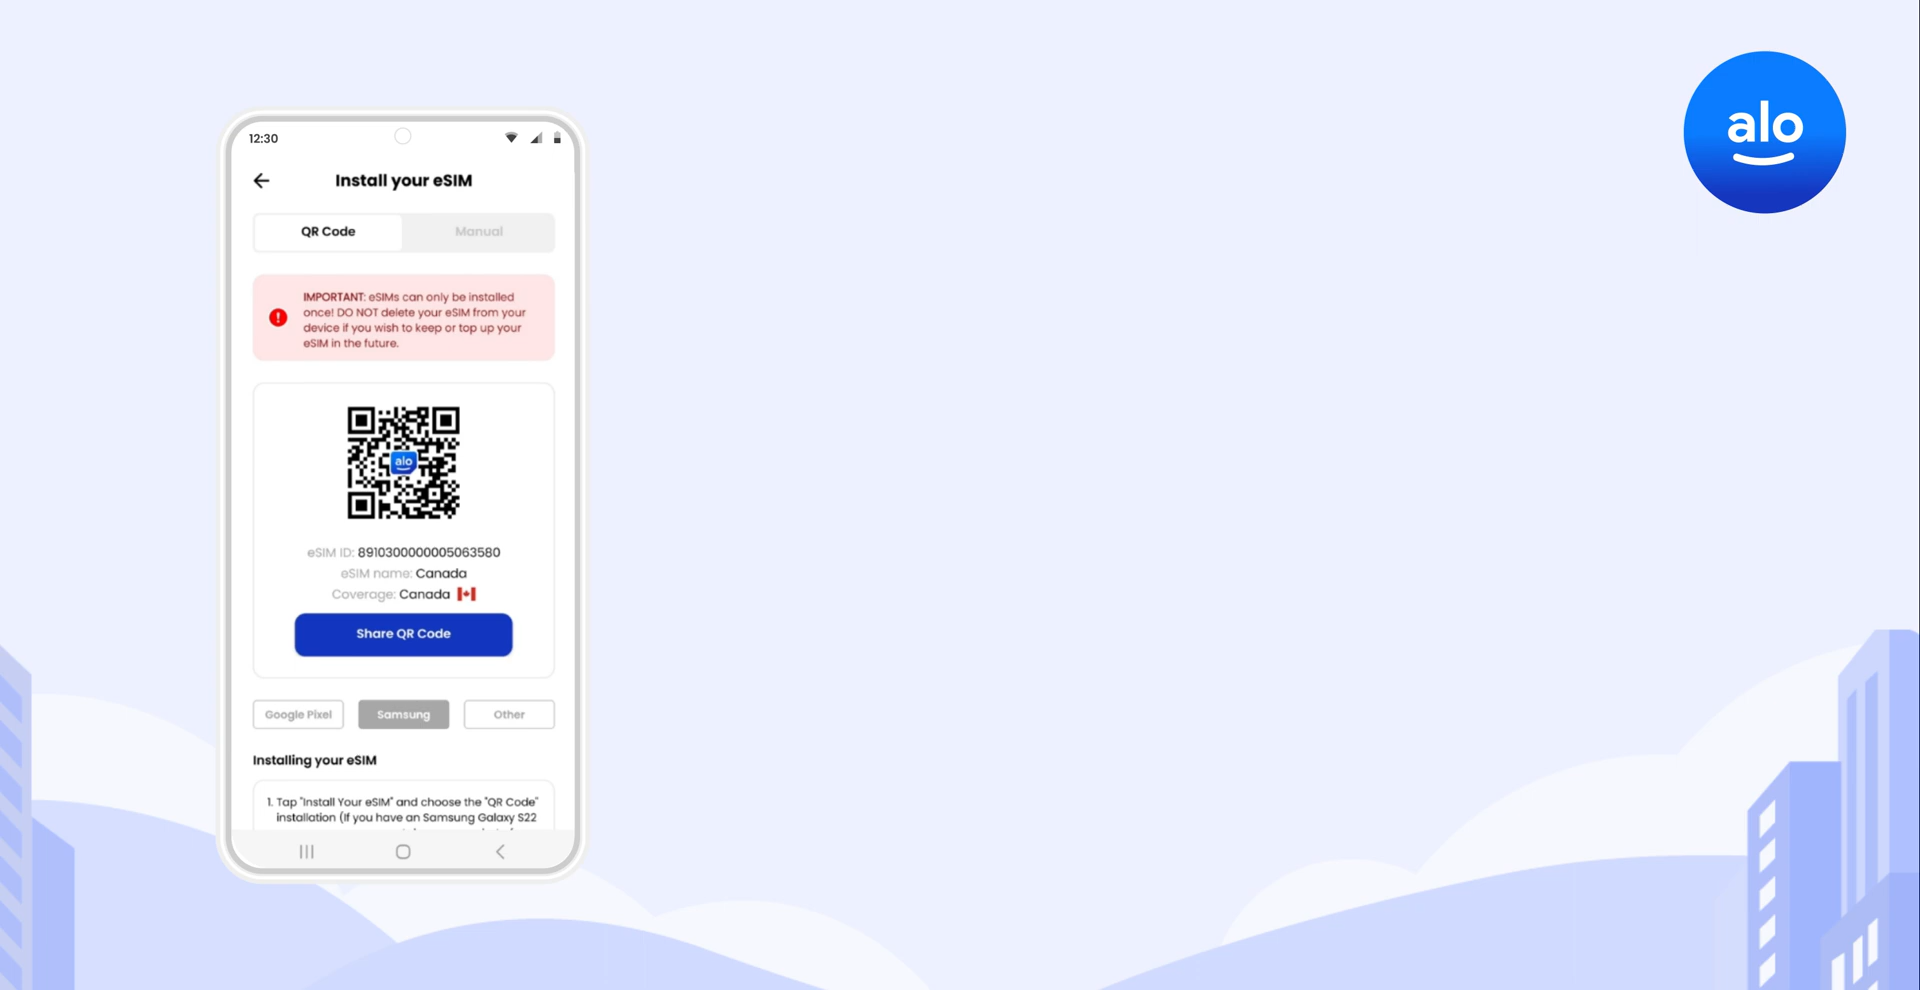 alo
12:30
Install your eSIM
QR Code
Manual
IMPORTANT: eSIMs can only be installed
once! DO NOT delete your eSIM from your
device if you wish to keep or top up your
eSIM in the future.
alo
eSIM ID: 8910300000005063580
eSIM name: Canada
Coverage: Canada
Share QR Code
Google Pixel
Samsung
Other
Installing your eSIM
1. Tap "Install Your eSIM" and choose the "QR Code"
installation (If you have an Samsung Galaxy S22